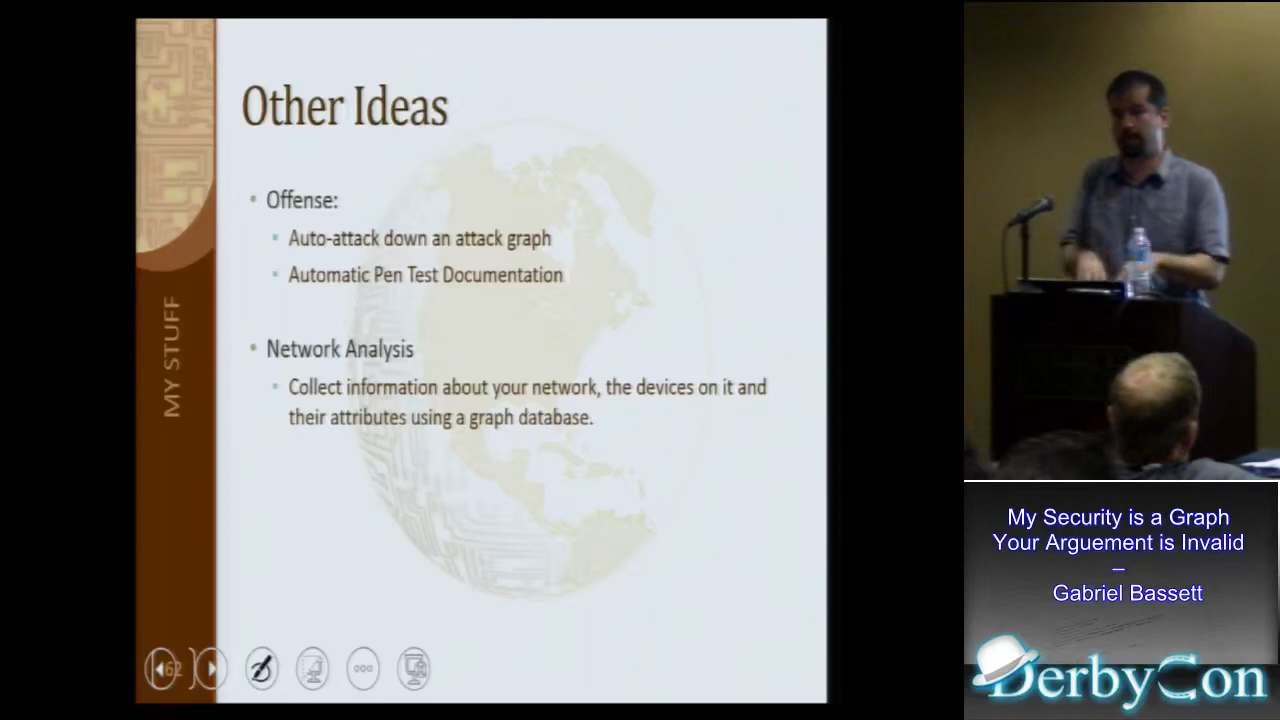 Other Ideas
• Offense:
• Auto-attack down an attack graph
• Automatic Pen Test Documentation
• Network Analysis
• Collect information about your network, the devices on it and
their attributes using a graph database.
MY STUFF
62
My Security is a Graph
Your Arguement is Invalid
–
Gabriel Bassett
DerbyCon